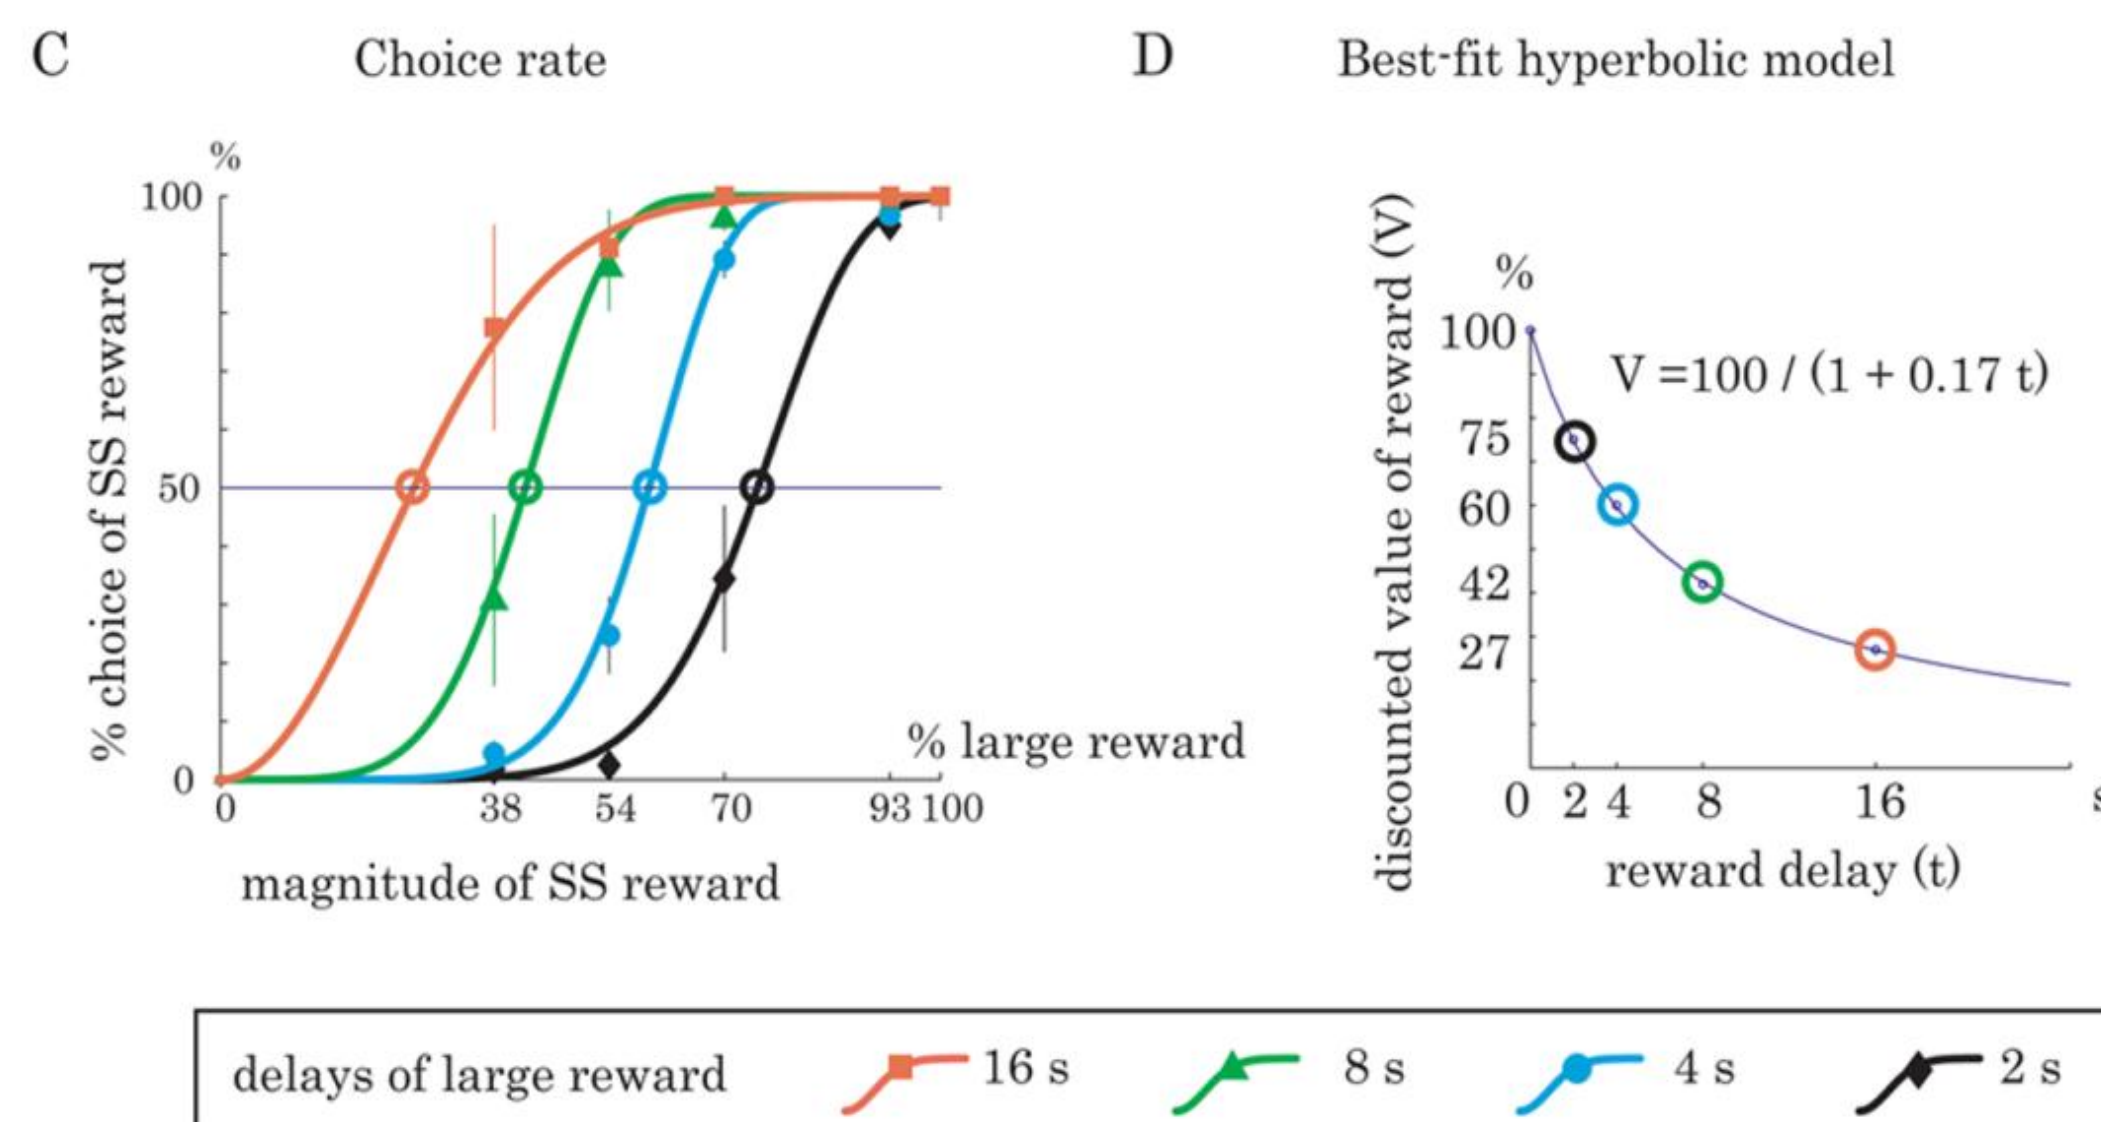 C
Choice rate
%
100
50
0
% choice of SS reward
0 38 54 70 93 100
% large reward
magnitude of SS reward
D
Best-fit hyperbolic model
discounted value of reward (V)
%
100
75
60
42
27
V =100 / (1 + 0.17 t)
0 2 4 8 16 s
reward delay (t)
delays of large reward 16 s 8 s 4 s 2 s